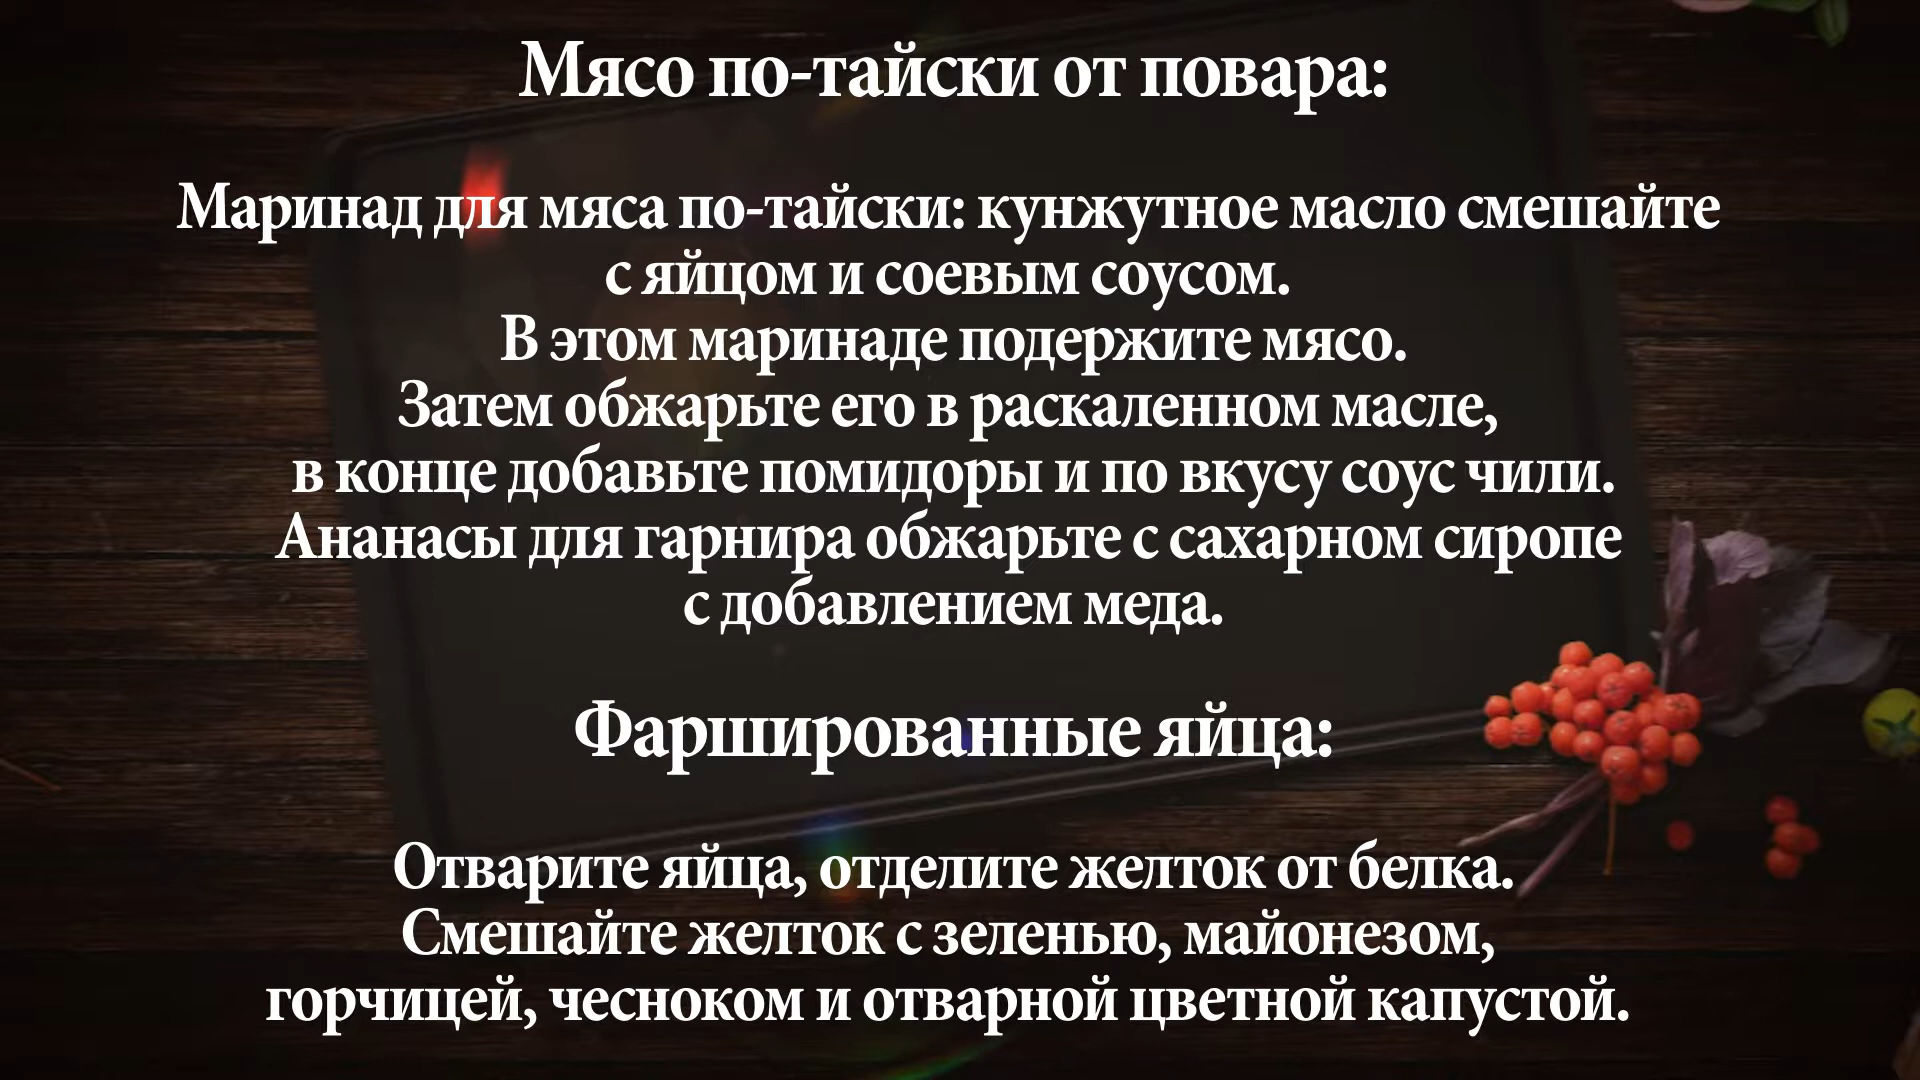 Мясо по-тайски от повара:
Маринад для мяса по-тайски: кунжутное масло смешайте
с яйцом и соевым соусом.
В этом маринаде подержите мясо.
Затем обжарьте его в раскаленном масле,
в конце добавьте помидоры и по вкусу соус чили.
Ананасы для гарнира обжарьте с сахарном сиропе
с добавлением меда.
Фаршированные яйца:
Отварите яйца, отделите желток от белка.
Смешайте желток с зеленью, майонезом,
горчицей, чесноком и отварной цветной капустой.